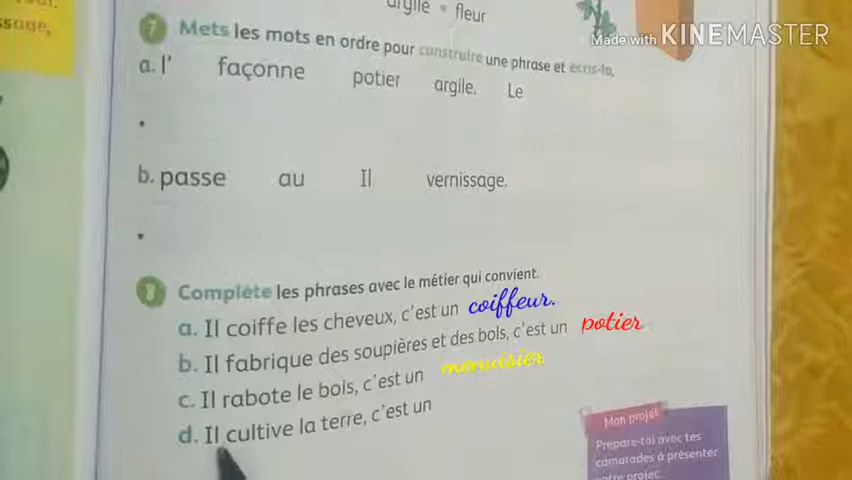 ssage,
argile • fleur
Made with KINEMASTER
7 Mets les mots en ordre pour construire une phrase et écris-la.
a. l' façonne potier argile. Le
•
b. passe au Il vernissage.
•
8 Complète les phrases avec le métier qui convient.
a. Il coiffe les cheveux, c'est un coiffeur.
b. Il fabrique des soupières et des bols, c'est un potier
c. Il rabote le bois, c'est un menuisier
d. Il cultive la terre, c'est un
Mon projet
Prépare-toi avec tes
camarades à présenter
votre projet.